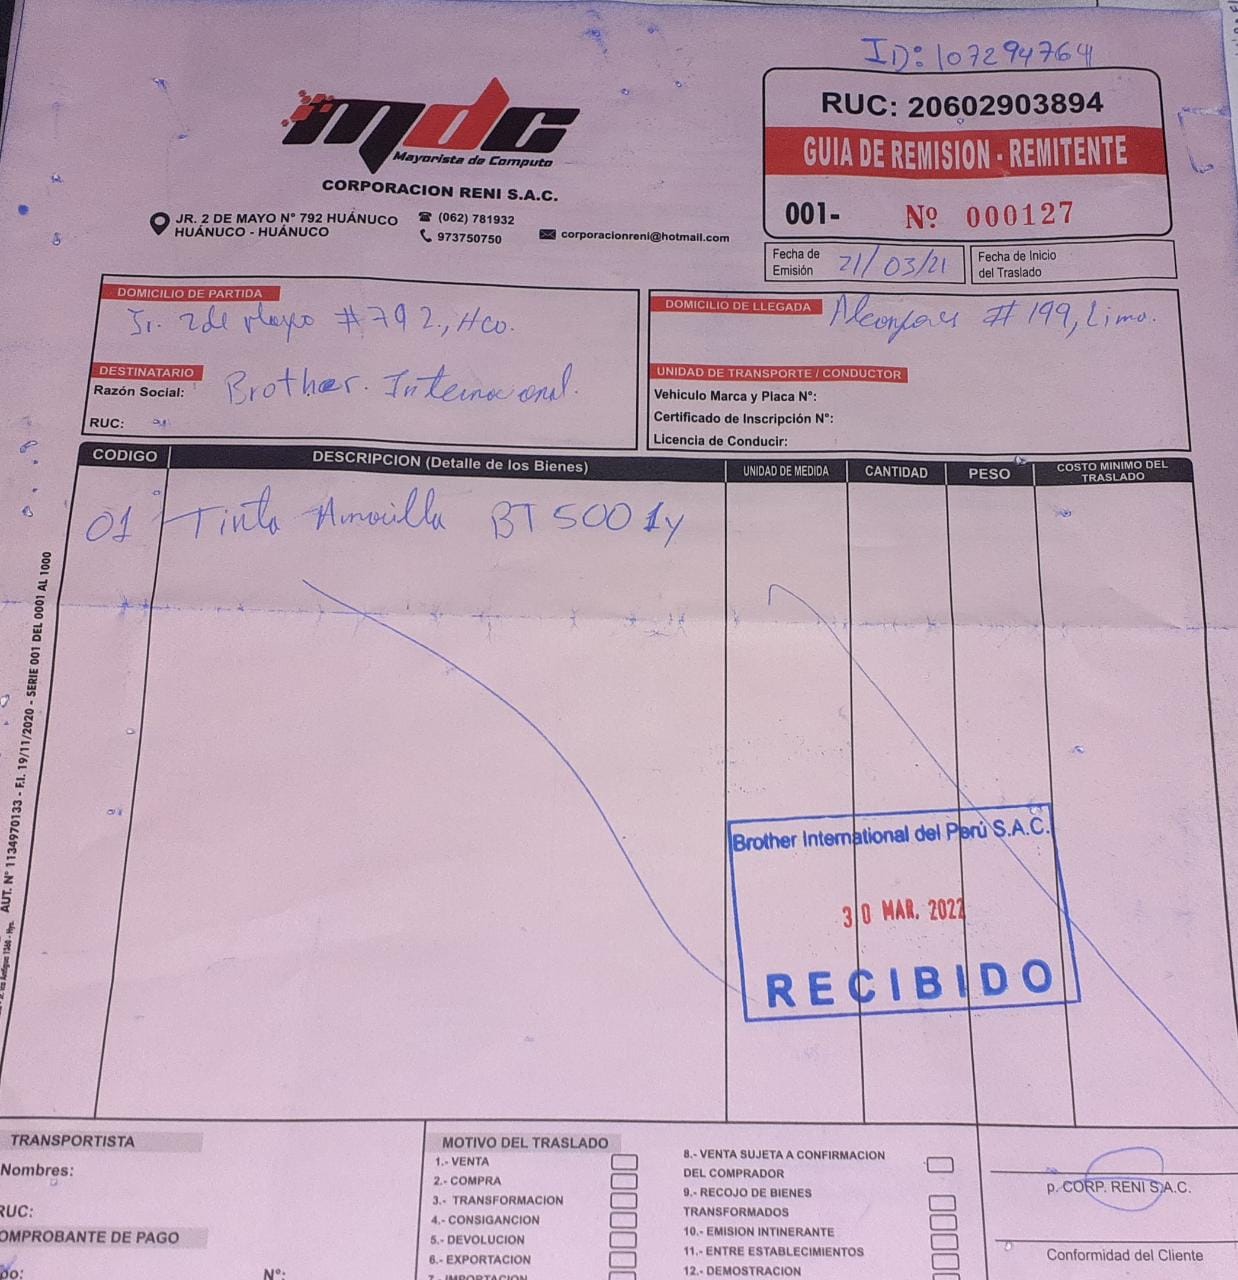 ID: 107294764
mdc
Mayorista de Computo
CORPORACION RENI S.A.C.
JR. 2 DE MAYO N° 792 HUÁNUCO
HUÁNUCO - HUÁNUCO
(062) 781932
973750750
corporacionreni@hotmail.com
RUC: 20602903894
GUIA DE REMISION - REMITENTE
001- Nº 000127
Fecha de Emisión 21/03/21
Fecha de Inicio del Traslado
DOMICILIO DE PARTIDA
Jr. 2 de Mayo #792., Hco.
DESTINATARIO
Razón Social: Brother. Internacional.
RUC:
DOMICILIO DE LLEGADA # 199, Lima.
UNIDAD DE TRANSPORTE / CONDUCTOR
Vehiculo Marca y Placa N°:
Certificado de Inscripción N°:
Licencia de Conducir:
CODIGO DESCRIPCION (Detalle de los Bienes) UNIDAD DE MEDIDA CANTIDAD PESO COSTO MINIMO DEL TRASLADO
01 Tinta Amarilla BT5001y
Brother International del Perú S.A.C.
30 MAR. 2022
RECIBIDO
AUT. N° 1134970133 - F.I. 19/11/2020 - SERIE 001 DEL 0001 AL 1000
TRANSPORTISTA
Nombres:
RUC:
OMPROBANTE DE PAGO
po: N°:
MOTIVO DEL TRASLADO
1.- VENTA
2.- COMPRA
3.- TRANSFORMACION
4.- CONSIGANCION
5.- DEVOLUCION
6.- EXPORTACION
7.- IMPORTACION
8.- VENTA SUJETA A CONFIRMACION
DEL COMPRADOR
9.- RECOJO DE BIENES
TRANSFORMADOS
10.- EMISION INTINERANTE
11.- ENTRE ESTABLECIMIENTOS
12.- DEMOSTRACION
p. CORP. RENI S.A.C.
Conformidad del Cliente